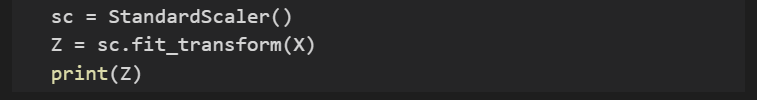 sc = StandardScaler()
Z = sc.fit_transform(X)
print(Z)